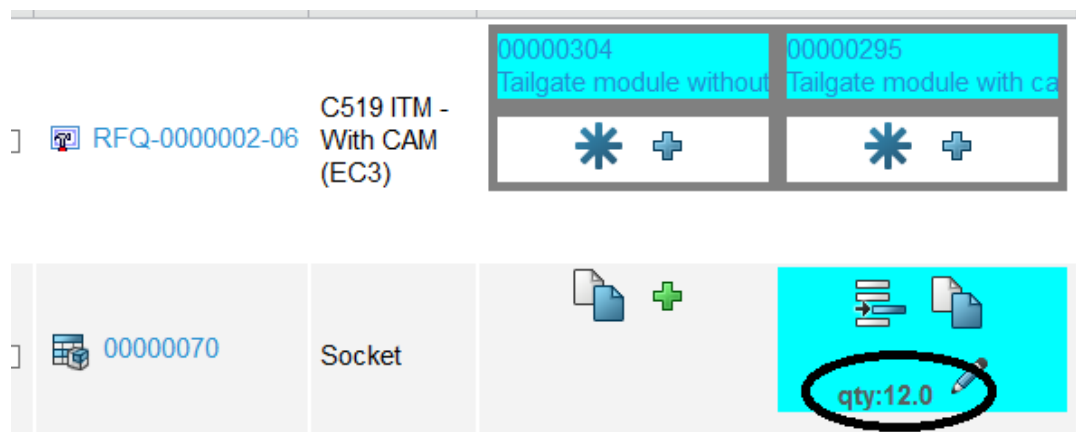 00000304
Tailgate module without
00000295
Tailgate module with ca
RFQ-0000002-06
C519 ITM -
With CAM
(EC3)
00000070
Socket
qty:12.0